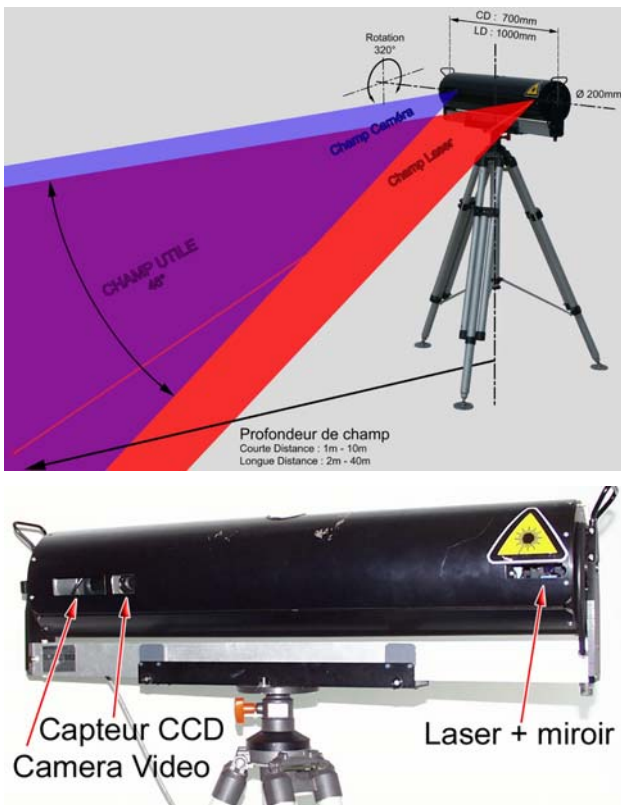 CD : 700mm
LD : 1000mm
Rotation
320°
Ø 200mm
Champ Caméra
Champ Laser
CHAMP UTILE
46°
Profondeur de champ
Courte Distance : 1m - 10m
Longue Distance : 2m - 40m
Capteur CCD
Camera Video
Laser + miroir